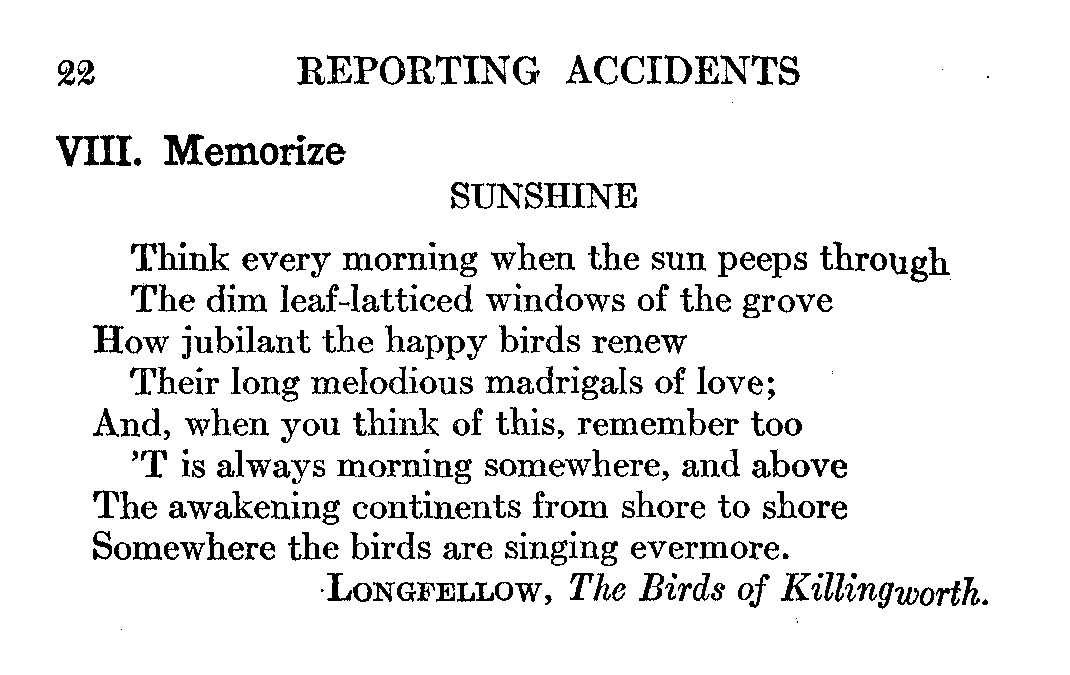 22 REPORTING ACCIDENTS
VIII. Memorize
SUNSHINE
Think every morning when the sun peeps through
The dim leaf-latticed windows of the grove
How jubilant the happy birds renew
Their long melodious madrigals of love;
And, when you think of this, remember too
'T is always morning somewhere, and above
The awakening continents from shore to shore
Somewhere the birds are singing evermore.
LONGFELLOW, The Birds of Killingworth.